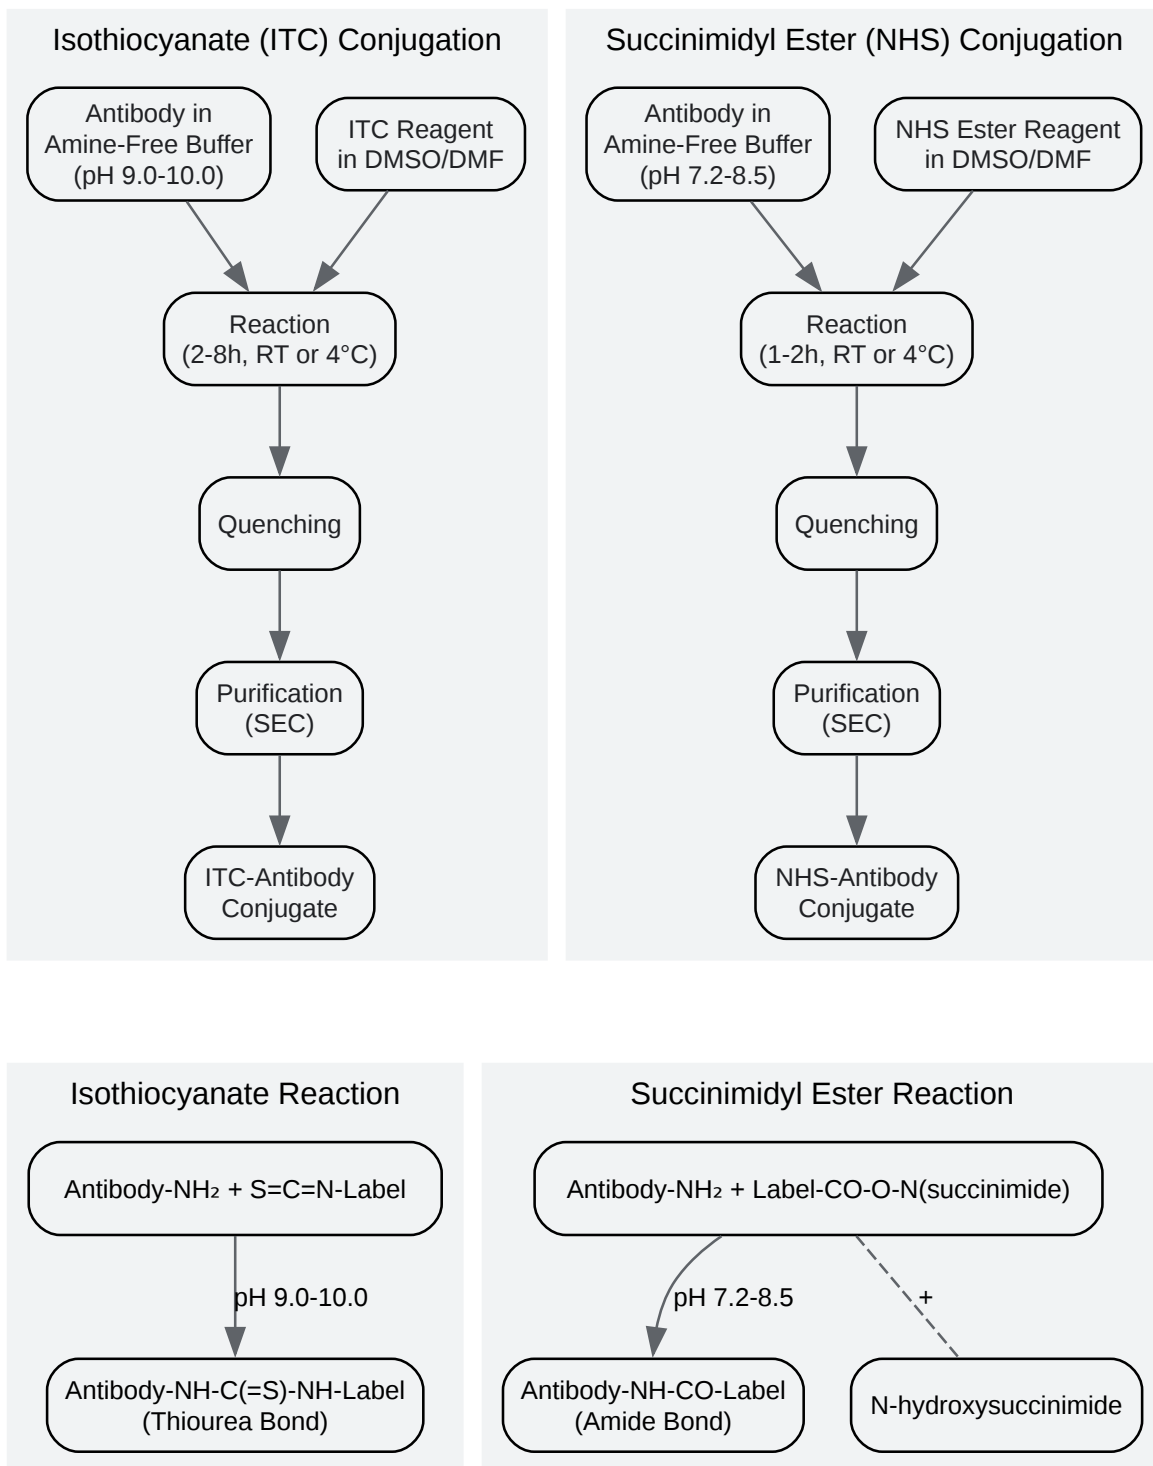 Isothiocyanate (ITC) Conjugation
Antibody in
Amine-Free Buffer
(pH 9.0-10.0)
ITC Reagent
in DMSO/DMF
Reaction
(2-8h, RT or 4°C)
Quenching
Purification
(SEC)
ITC-Antibody
Conjugate
Succinimidyl Ester (NHS) Conjugation
Antibody in
Amine-Free Buffer
(pH 7.2-8.5)
NHS Ester Reagent
in DMSO/DMF
Reaction
(1-2h, RT or 4°C)
Quenching
Purification
(SEC)
NHS-Antibody
Conjugate
Isothiocyanate Reaction
Antibody-NH₂ + S=C=N-Label
pH 9.0-10.0
Antibody-NH-C(=S)-NH-Label
(Thiourea Bond)
Succinimidyl Ester Reaction
Antibody-NH₂ + Label-CO-O-N(succinimide)
pH 7.2-8.5
+
Antibody-NH-CO-Label
(Amide Bond)
N-hydroxysuccinimide